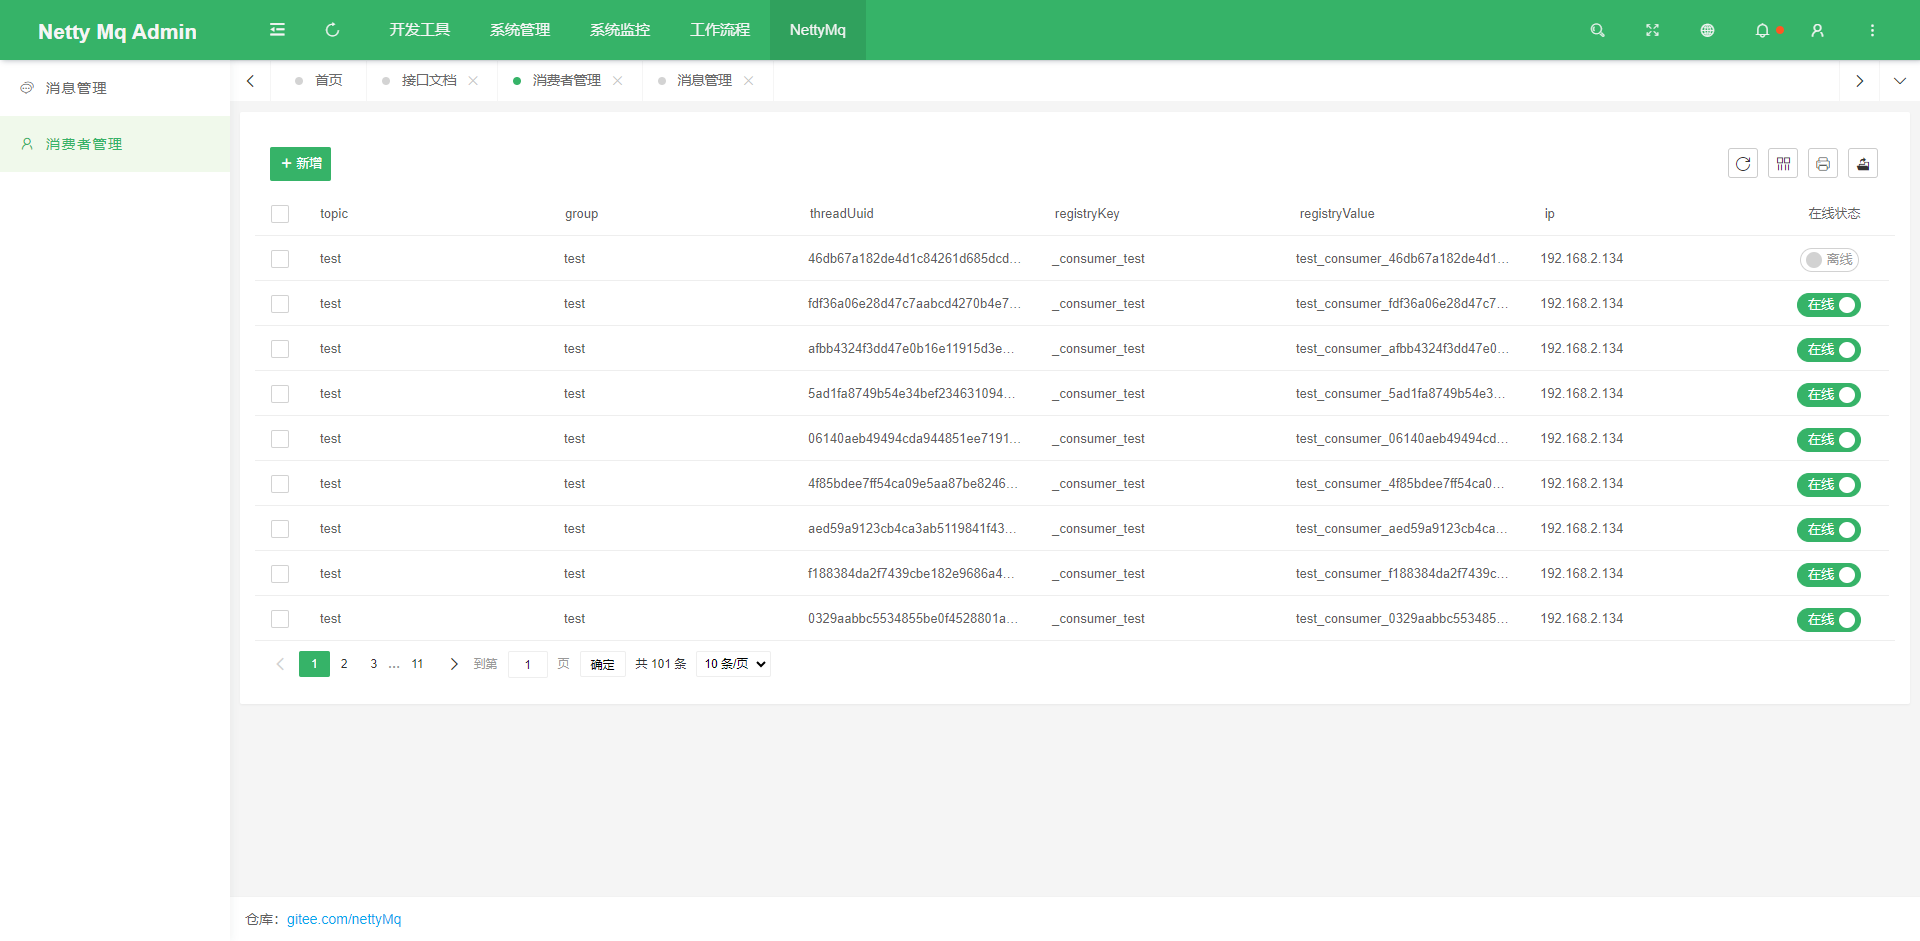 Netty Mq Admin
开发工具 系统管理 系统监控 工作流程 NettyMq
消息管理
消费者管理
首页 接口文档 消费者管理 消息管理
+ 新增
topic group threadUuid registryKey registryValue ip 在线状态
test test 46db67a182de4d1c84261d685dcd... _consumer_test test_consumer_46db67a182de4d1... 192.168.2.134 离线
test test fdf36a06e28d47c7aabcd4270b4e7... _consumer_test test_consumer_fdf36a06e28d47c7... 192.168.2.134 在线
test test afbb4324f3dd47e0b16e11915d3e... _consumer_test test_consumer_afbb4324f3dd47e0... 192.168.2.134 在线
test test 5ad1fa8749b54e34bef234631094... _consumer_test test_consumer_5ad1fa8749b54e3... 192.168.2.134 在线
test test 06140aeb49494cda944851ee7191... _consumer_test test_consumer_06140aeb49494cd... 192.168.2.134 在线
test test 4f85bdee7ff54ca09e5aa87be8246... _consumer_test test_consumer_4f85bdee7ff54ca0... 192.168.2.134 在线
test test aed59a9123cb4ca3ab5119841f43... _consumer_test test_consumer_aed59a9123cb4ca... 192.168.2.134 在线
test test f188384da2f7439cbe182e9686a4... _consumer_test test_consumer_f188384da2f7439c... 192.168.2.134 在线
test test 0329aabbc5534855be0f4528801a... _consumer_test test_consumer_0329aabbc553485... 192.168.2.134 在线
1 2 3 ... 11 到第 1 页 确定 共 101 条 10 条/页
仓库：gitee.com/nettyMq